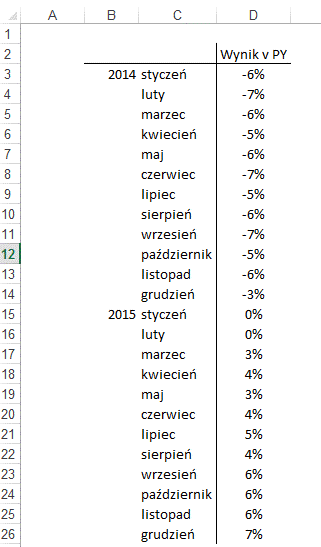 A B C D
1
2 Wynik v PY
3 2014 styczeń -6%
4 luty -7%
5 marzec -6%
6 kwiecień -5%
7 maj -6%
8 czerwiec -7%
9 lipiec -5%
10 sierpień -6%
11 wrzesień -7%
12 październik -5%
13 listopad -6%
14 grudzień -3%
15 2015 styczeń 0%
16 luty 0%
17 marzec 3%
18 kwiecień 4%
19 maj 3%
20 czerwiec 4%
21 lipiec 5%
22 sierpień 4%
23 wrzesień 6%
24 październik 6%
25 listopad 6%
26 grudzień 7%